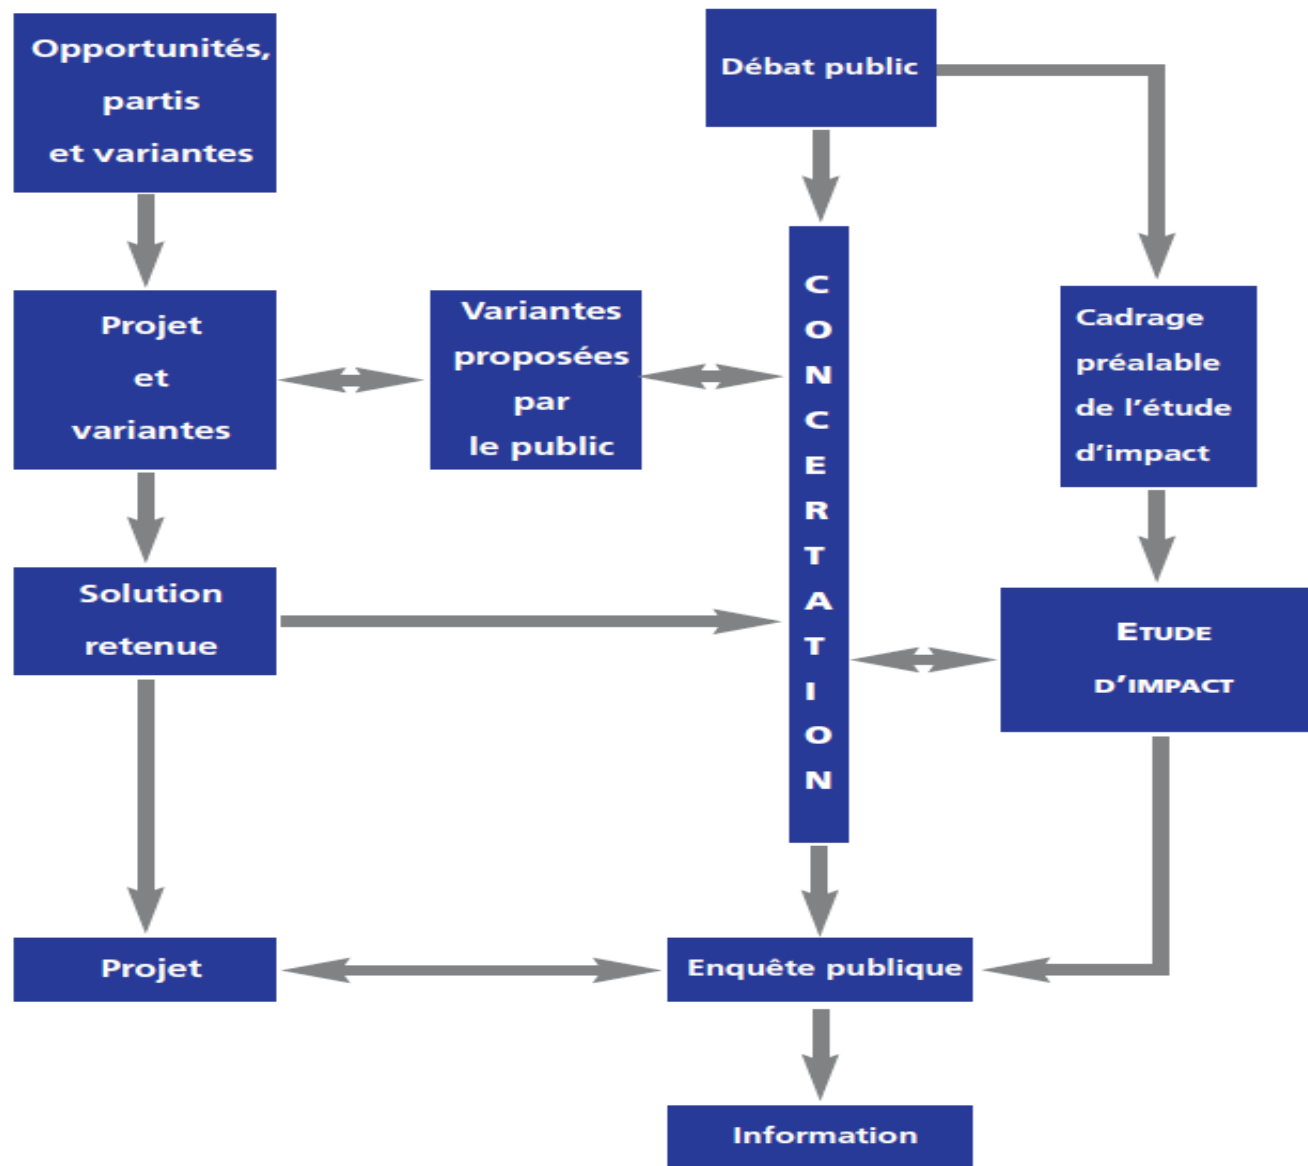 Opportunités,
partis
et variantes
Débat public
Projet
et
variantes
Variantes
proposées
par
le public
C
O
N
C
E
R
T
A
T
I
O
N
Cadrage
préalable
de l’étude
d’impact
Solution
retenue
ETUDE
D’IMPACT
Projet
Enquête publique
Information